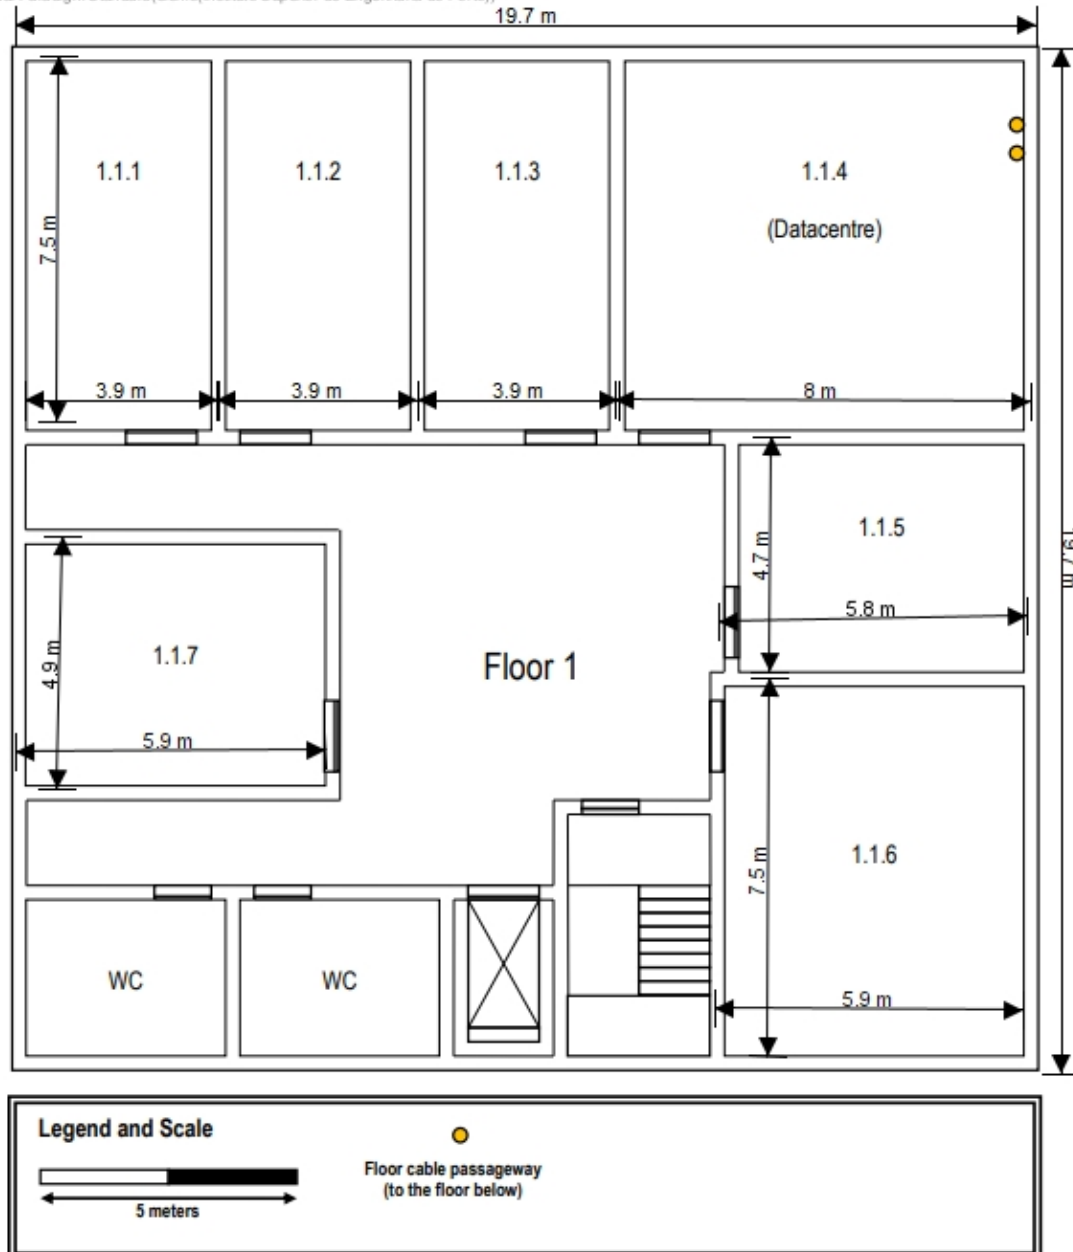 19.7 m
1.1.1
1.1.2
1.1.3
1.1.4
(Datacentre)
7.5 m
3.9 m
3.9 m
3.9 m
8 m
1.1.5
4.7 m
5.8 m
19.7 m
1.1.7
4.9 m
5.9 m
Floor 1
1.1.6
7.5 m
5.9 m
WC
WC
Legend and Scale
5 meters
Floor cable passageway
(to the floor below)